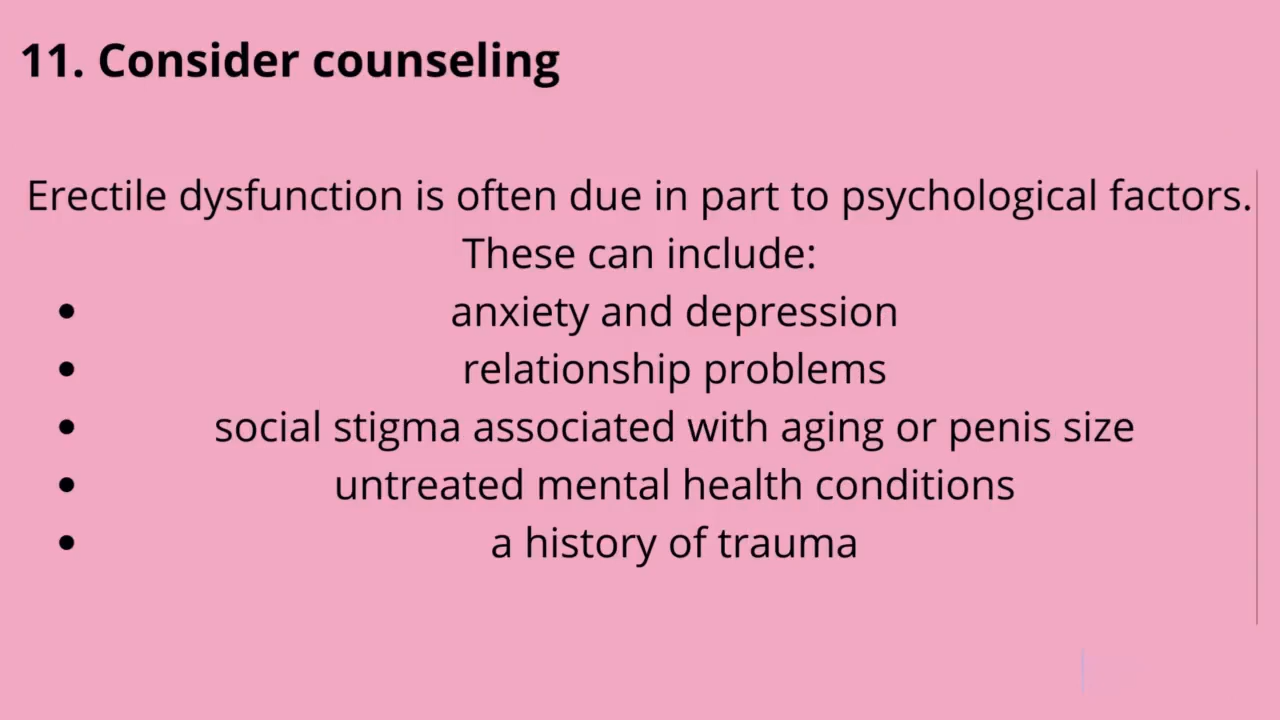 11. Consider counseling
Erectile dysfunction is often due in part to psychological factors.
These can include:
• anxiety and depression
• relationship problems
• social stigma associated with aging or penis size
• untreated mental health conditions
• a history of trauma